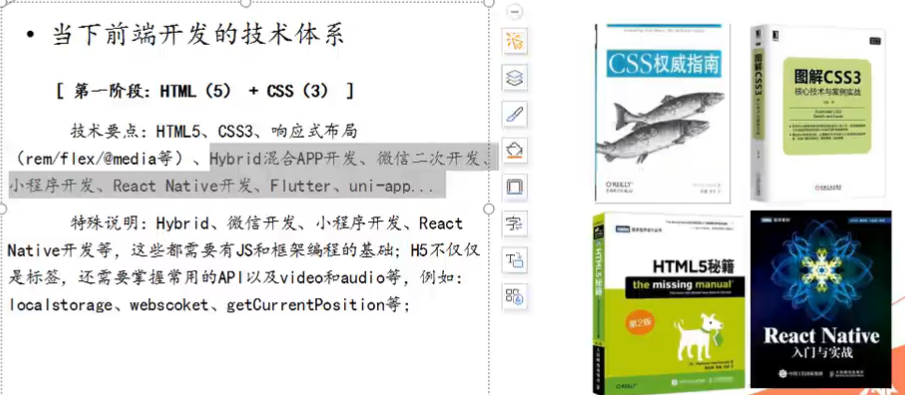 • 当下前端开发的技术体系
[ 第一阶段：HTML（5） + CSS（3） ]
技术要点：HTML5、CSS3、响应式布局
（rem/flex/@media等）、Hybrid混合APP开发、微信二次开发、
小程序开发、React Native开发、Flutter、uni-app...
特殊说明：Hybrid、微信开发、小程序开发、React
Native开发等，这些都需要有JS和框架编程的基础；H5不仅仅
是标签，还需要掌握常用的API以及video和audio等，例如：
localstorage、webscoket、getCurrentPosition等；
字
T
CSS权威指南
O'REILLY
图解CSS3
核心技术与案例实战
HTML5秘籍
the missing manual
第2版
HTML5秘籍
O'REILLY
React Native
入门与实战